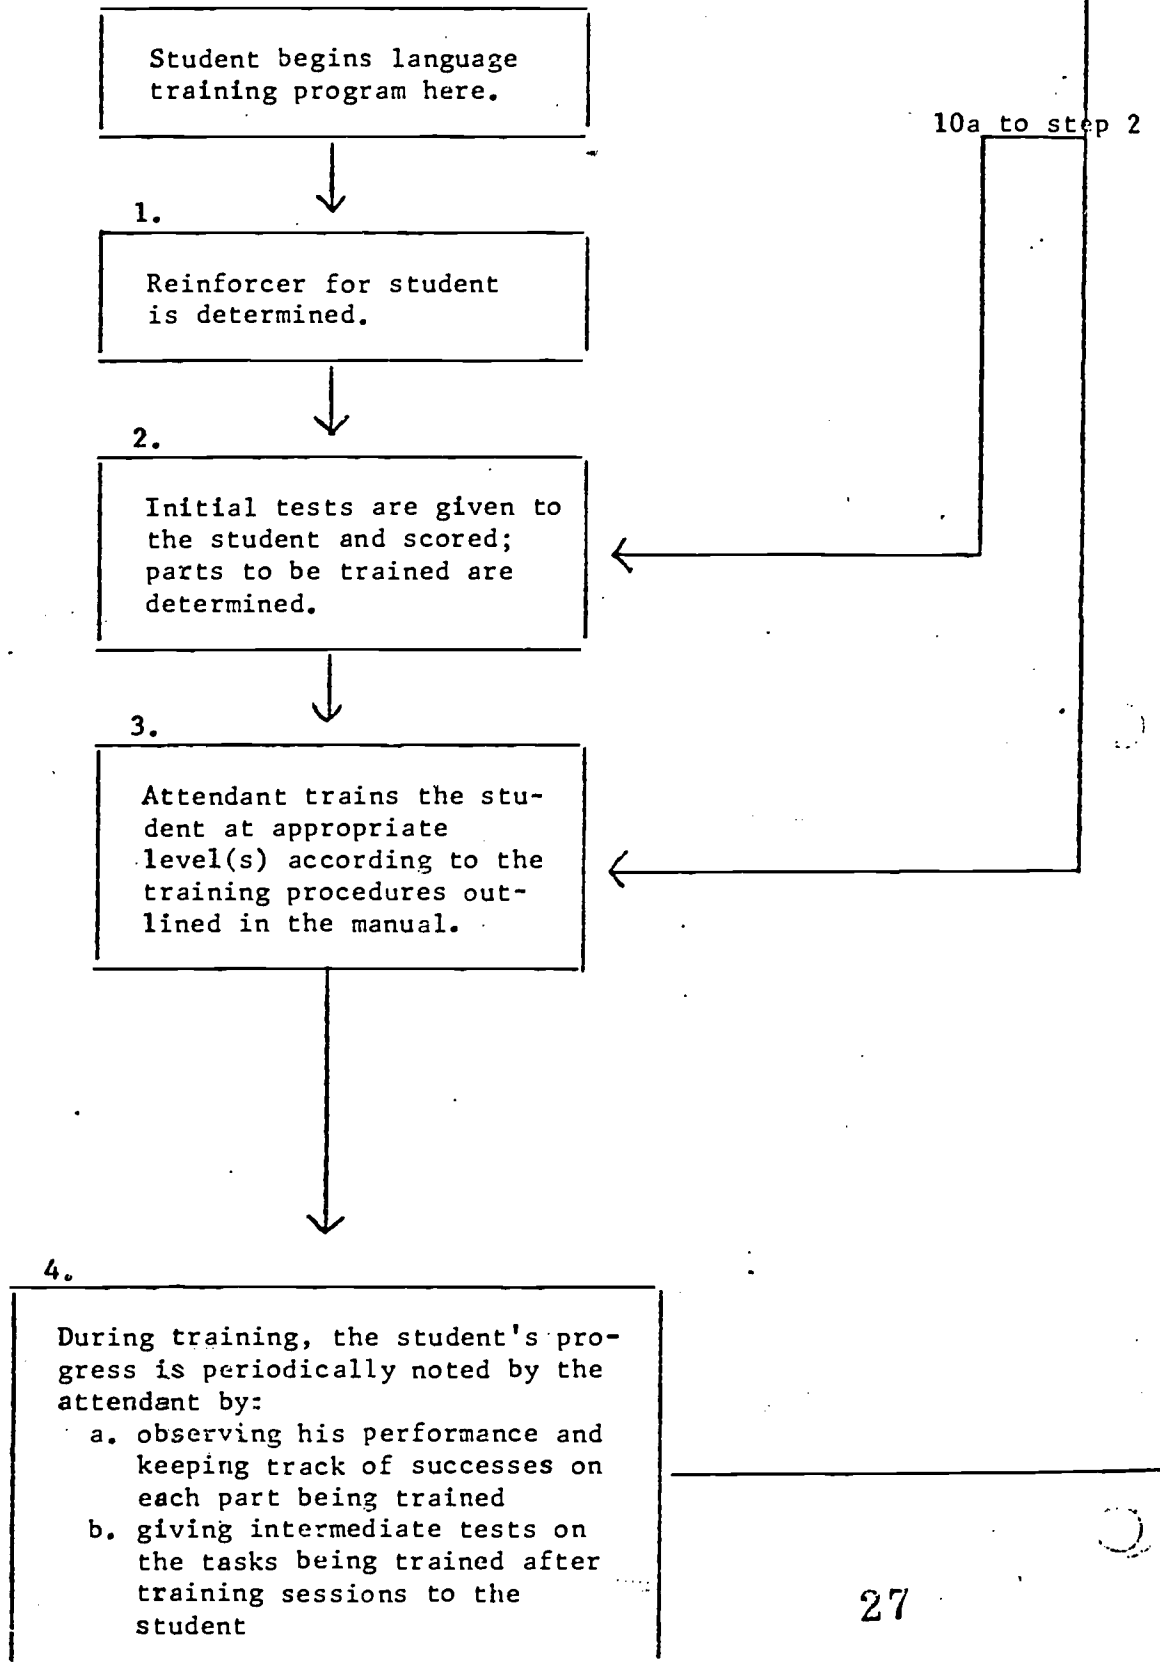 Student begins language
training program here.
10a to step 2
1.
Reinforcer for student
is determined.
2.
Initial tests are given to
the student and scored;
parts to be trained are
determined.
3.
Attendant trains the stu-
dent at appropriate
level(s) according to the
training procedures out-
lined in the manual.
4.
During training, the student's pro-
gress is periodically noted by the
attendant by:
a. observing his performance and
keeping track of successes on
each part being trained
b. giving intermediate tests on
the tasks being trained after
training sessions to the
student
27